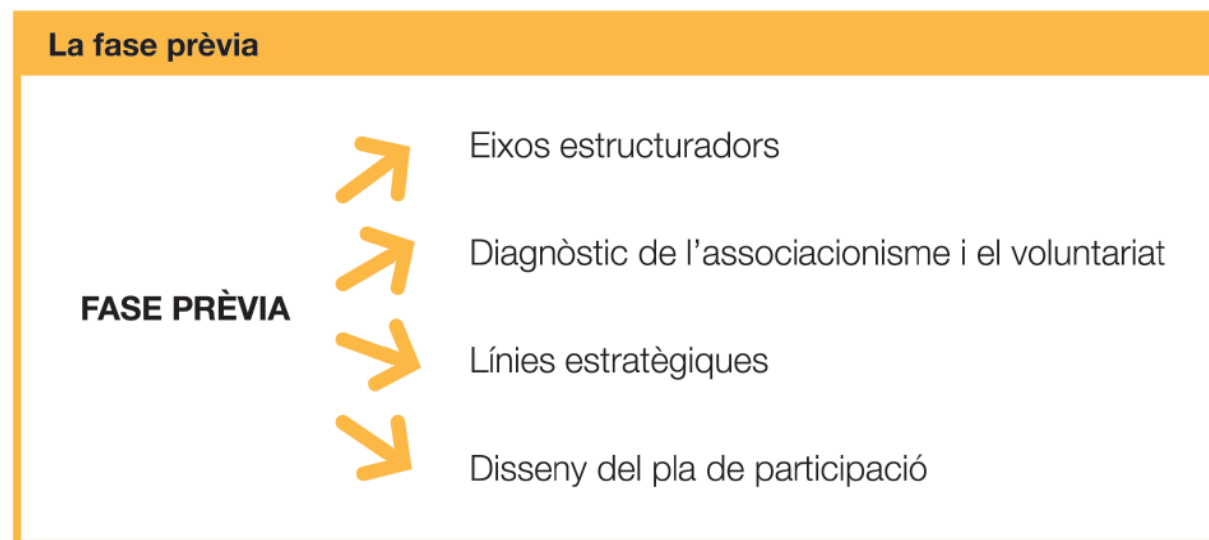 La fase prèvia
Eixos estructuradors
Diagnòstic de l’associacionisme i el voluntariat
FASE PRÈVIA
Línies estratègiques
Disseny del pla de participació